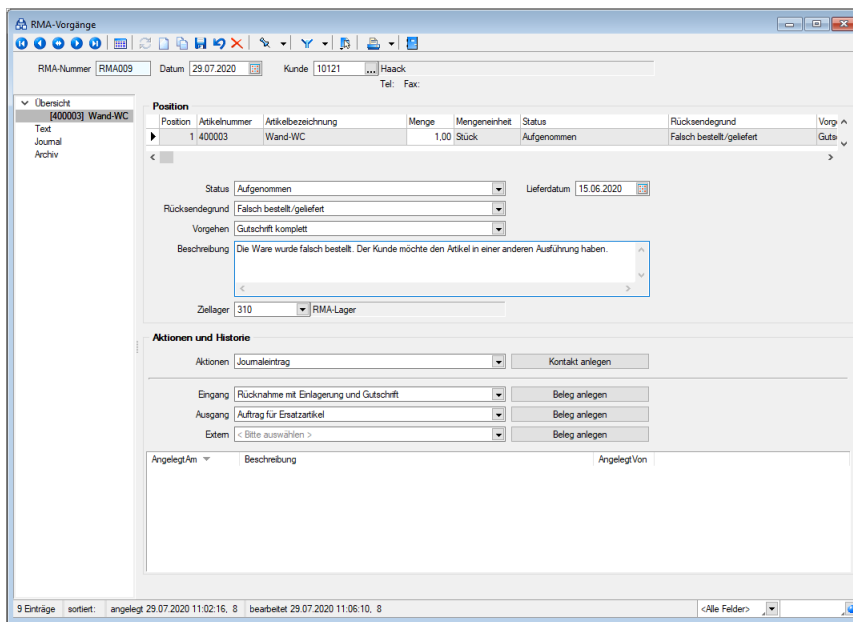 RMA-Vorgänge
RMA-Nummer RMA009 Datum 29.07.2020 Kunde 10121 ... Haack
Tel: Fax:
Übersicht
[400003] Wand-WC
Text
Journal
Archiv
Position
Position Artikelnummer Artikelbezeichnung Menge Mengeneinheit Status Rücksendegrund Vorg
1 400003 Wand-WC 1,00 Stück Aufgenommen Falsch bestellt/geliefert Guts
Status Aufgenommen Lieferdatum 15.06.2020
Rücksendegrund Falsch bestellt/geliefert
Vorgehen Gutschrift komplett
Beschreibung Die Ware wurde falsch bestellt. Der Kunde möchte den Artikel in einer anderen Ausführung haben.
Ziellager 310 RMA-Lager
Aktionen und Historie
Aktionen Journaleintrag Kontakt anlegen
Eingang Rücknahme mit Einlagerung und Gutschrift Beleg anlegen
Ausgang Auftrag für Ersatzartikel Beleg anlegen
Extern < Bitte auswählen > Beleg anlegen
AngelegtAm Beschreibung AngelegtVon
9 Einträge sortiert: angelegt 29.07.2020 11:02:16, 8 bearbeitet 29.07.2020 11:06:10, 8 <Alle Felder>